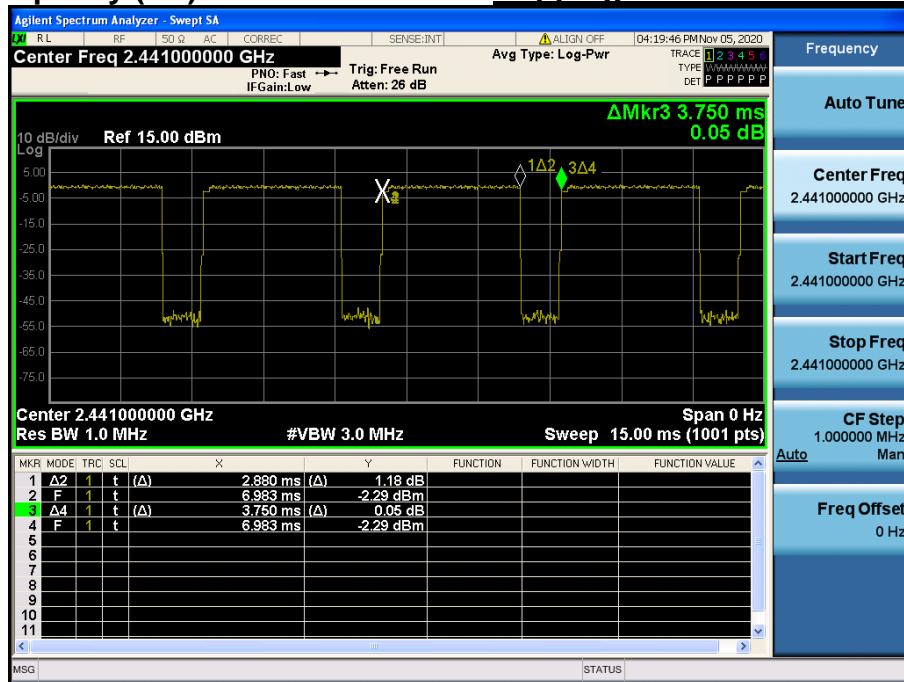 Agilent Spectrum Analyzer - Swept SA
LXI RL RF 50 Ω AC CORREC SENSE:INT ALIGN OFF 04:19:46 PM Nov 05, 2020
Center Freq 2.441000000 GHz
PNO: Fast
IFGain:Low
Trig: Free Run
Atten: 26 dB
Avg Type: Log-Pwr
TRACE 1 2 3 4 5 6
TYPE WWWWWW
DET P P P P P P
Frequency
ΔMkr3 3.750 ms
0.05 dB
10 dB/div Ref 15.00 dBm
Log
1Δ2 3Δ4
X
5.00
-5.00
-15.0
-25.0
-35.0
-45.0
-55.0
-65.0
-75.0
Center 2.441000000 GHz Span 0 Hz
Res BW 1.0 MHz #VBW 3.0 MHz Sweep 15.00 ms (1001 pts)
MKR MODE TRC SCL X Y FUNCTION FUNCTION WIDTH FUNCTION VALUE
1 Δ2 1 t (Δ) 2.880 ms (Δ) 1.18 dB
2 F 1 t 6.983 ms -2.29 dBm
3 Δ4 1 t (Δ) 3.750 ms (Δ) 0.05 dB
4 F 1 t 6.983 ms -2.29 dBm
5
6
7
8
9
10
11
MSG STATUS
Auto Tune
Center Freq
2.441000000 GHz
Start Freq
2.441000000 GHz
Stop Freq
2.441000000 GHz
CF Step
1.000000 MHz
Auto Man
Freq Offset
0 Hz